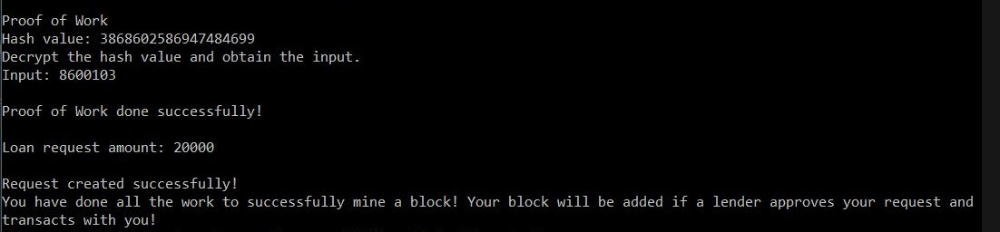 Proof of Work
Hash value: 3868602586947484699
Decrypt the hash value and obtain the input.
Input: 8600103
Proof of Work done successfully!
Loan request amount: 20000
Request created successfully!
You have done all the work to successfully mine a block! Your block will be added if a lender approves your request and
transacts with you!